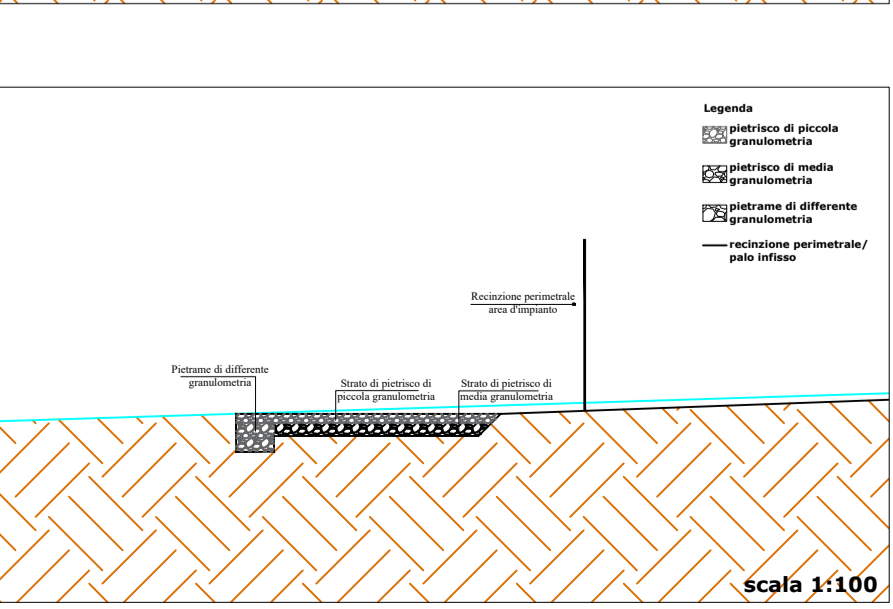 Legenda
pietrisco di piccola
granulometria
pietrisco di media
granulometria
pietrame di differente
granulometria
recinzione perimetrale/
palo infisso
Recinzione perimetrale
area d'impianto
Pietrame di differente
granulometria
Strato di pietrisco di
piccola granulometria
Strato di pietrisco di
media granulometria
scala 1:100